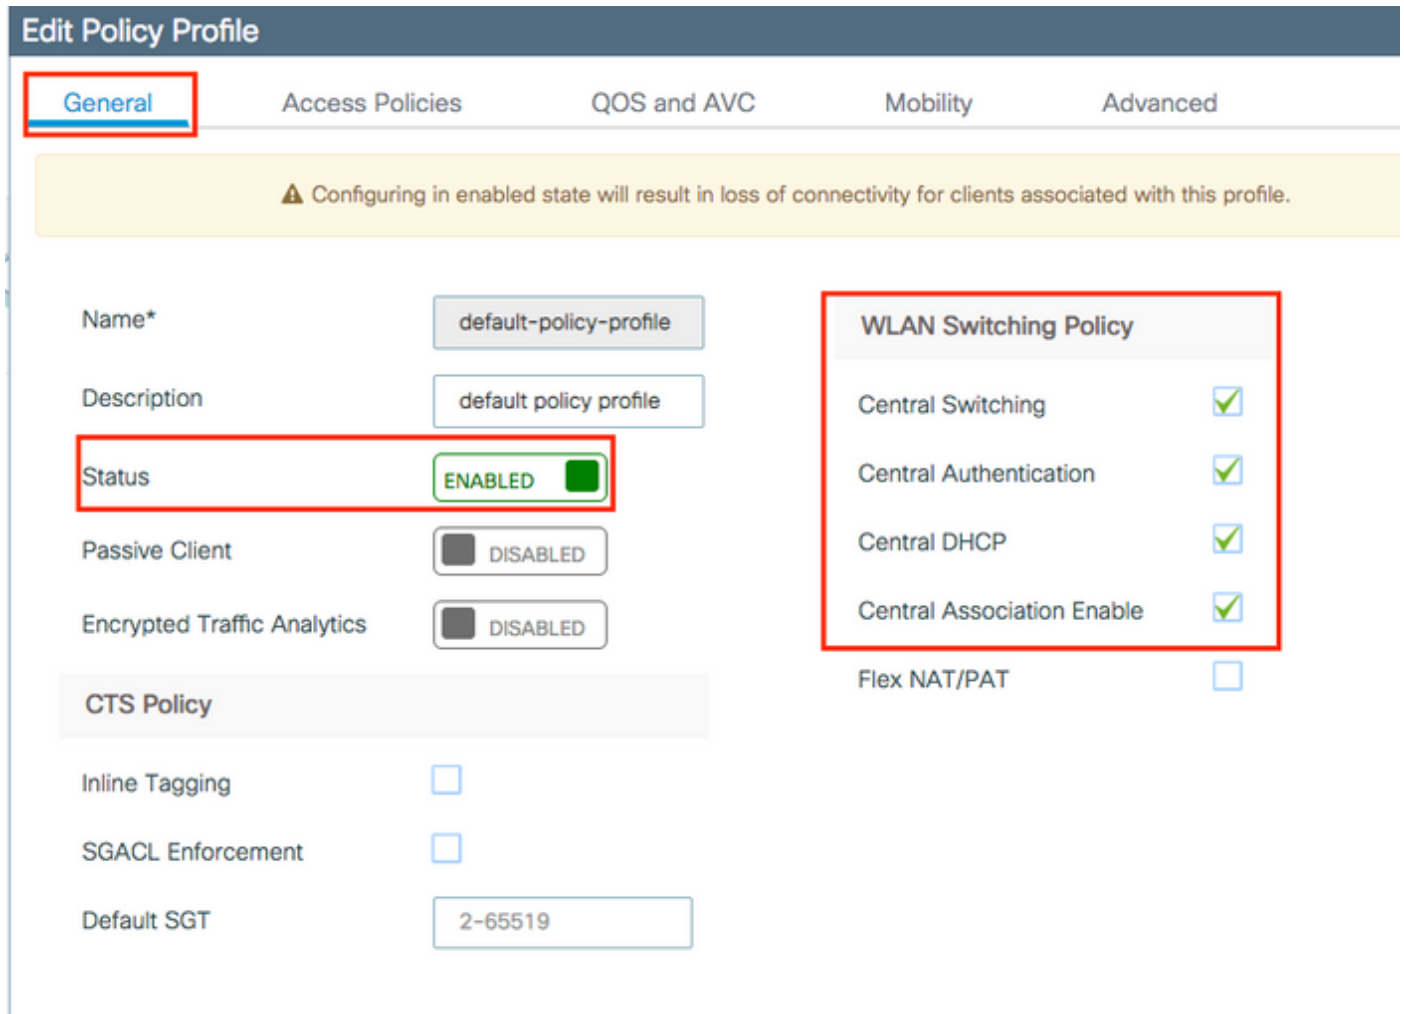 Edit Policy Profile
General Access Policies QOS and AVC Mobility Advanced
Configuring in enabled state will result in loss of connectivity for clients associated with this profile.
Name* default-policy-profile
Description default policy profile
Status ENABLED
Passive Client DISABLED
Encrypted Traffic Analytics DISABLED
CTS Policy
Inline Tagging
SGACL Enforcement
Default SGT 2-65519
WLAN Switching Policy
Central Switching
Central Authentication
Central DHCP
Central Association Enable
Flex NAT/PAT